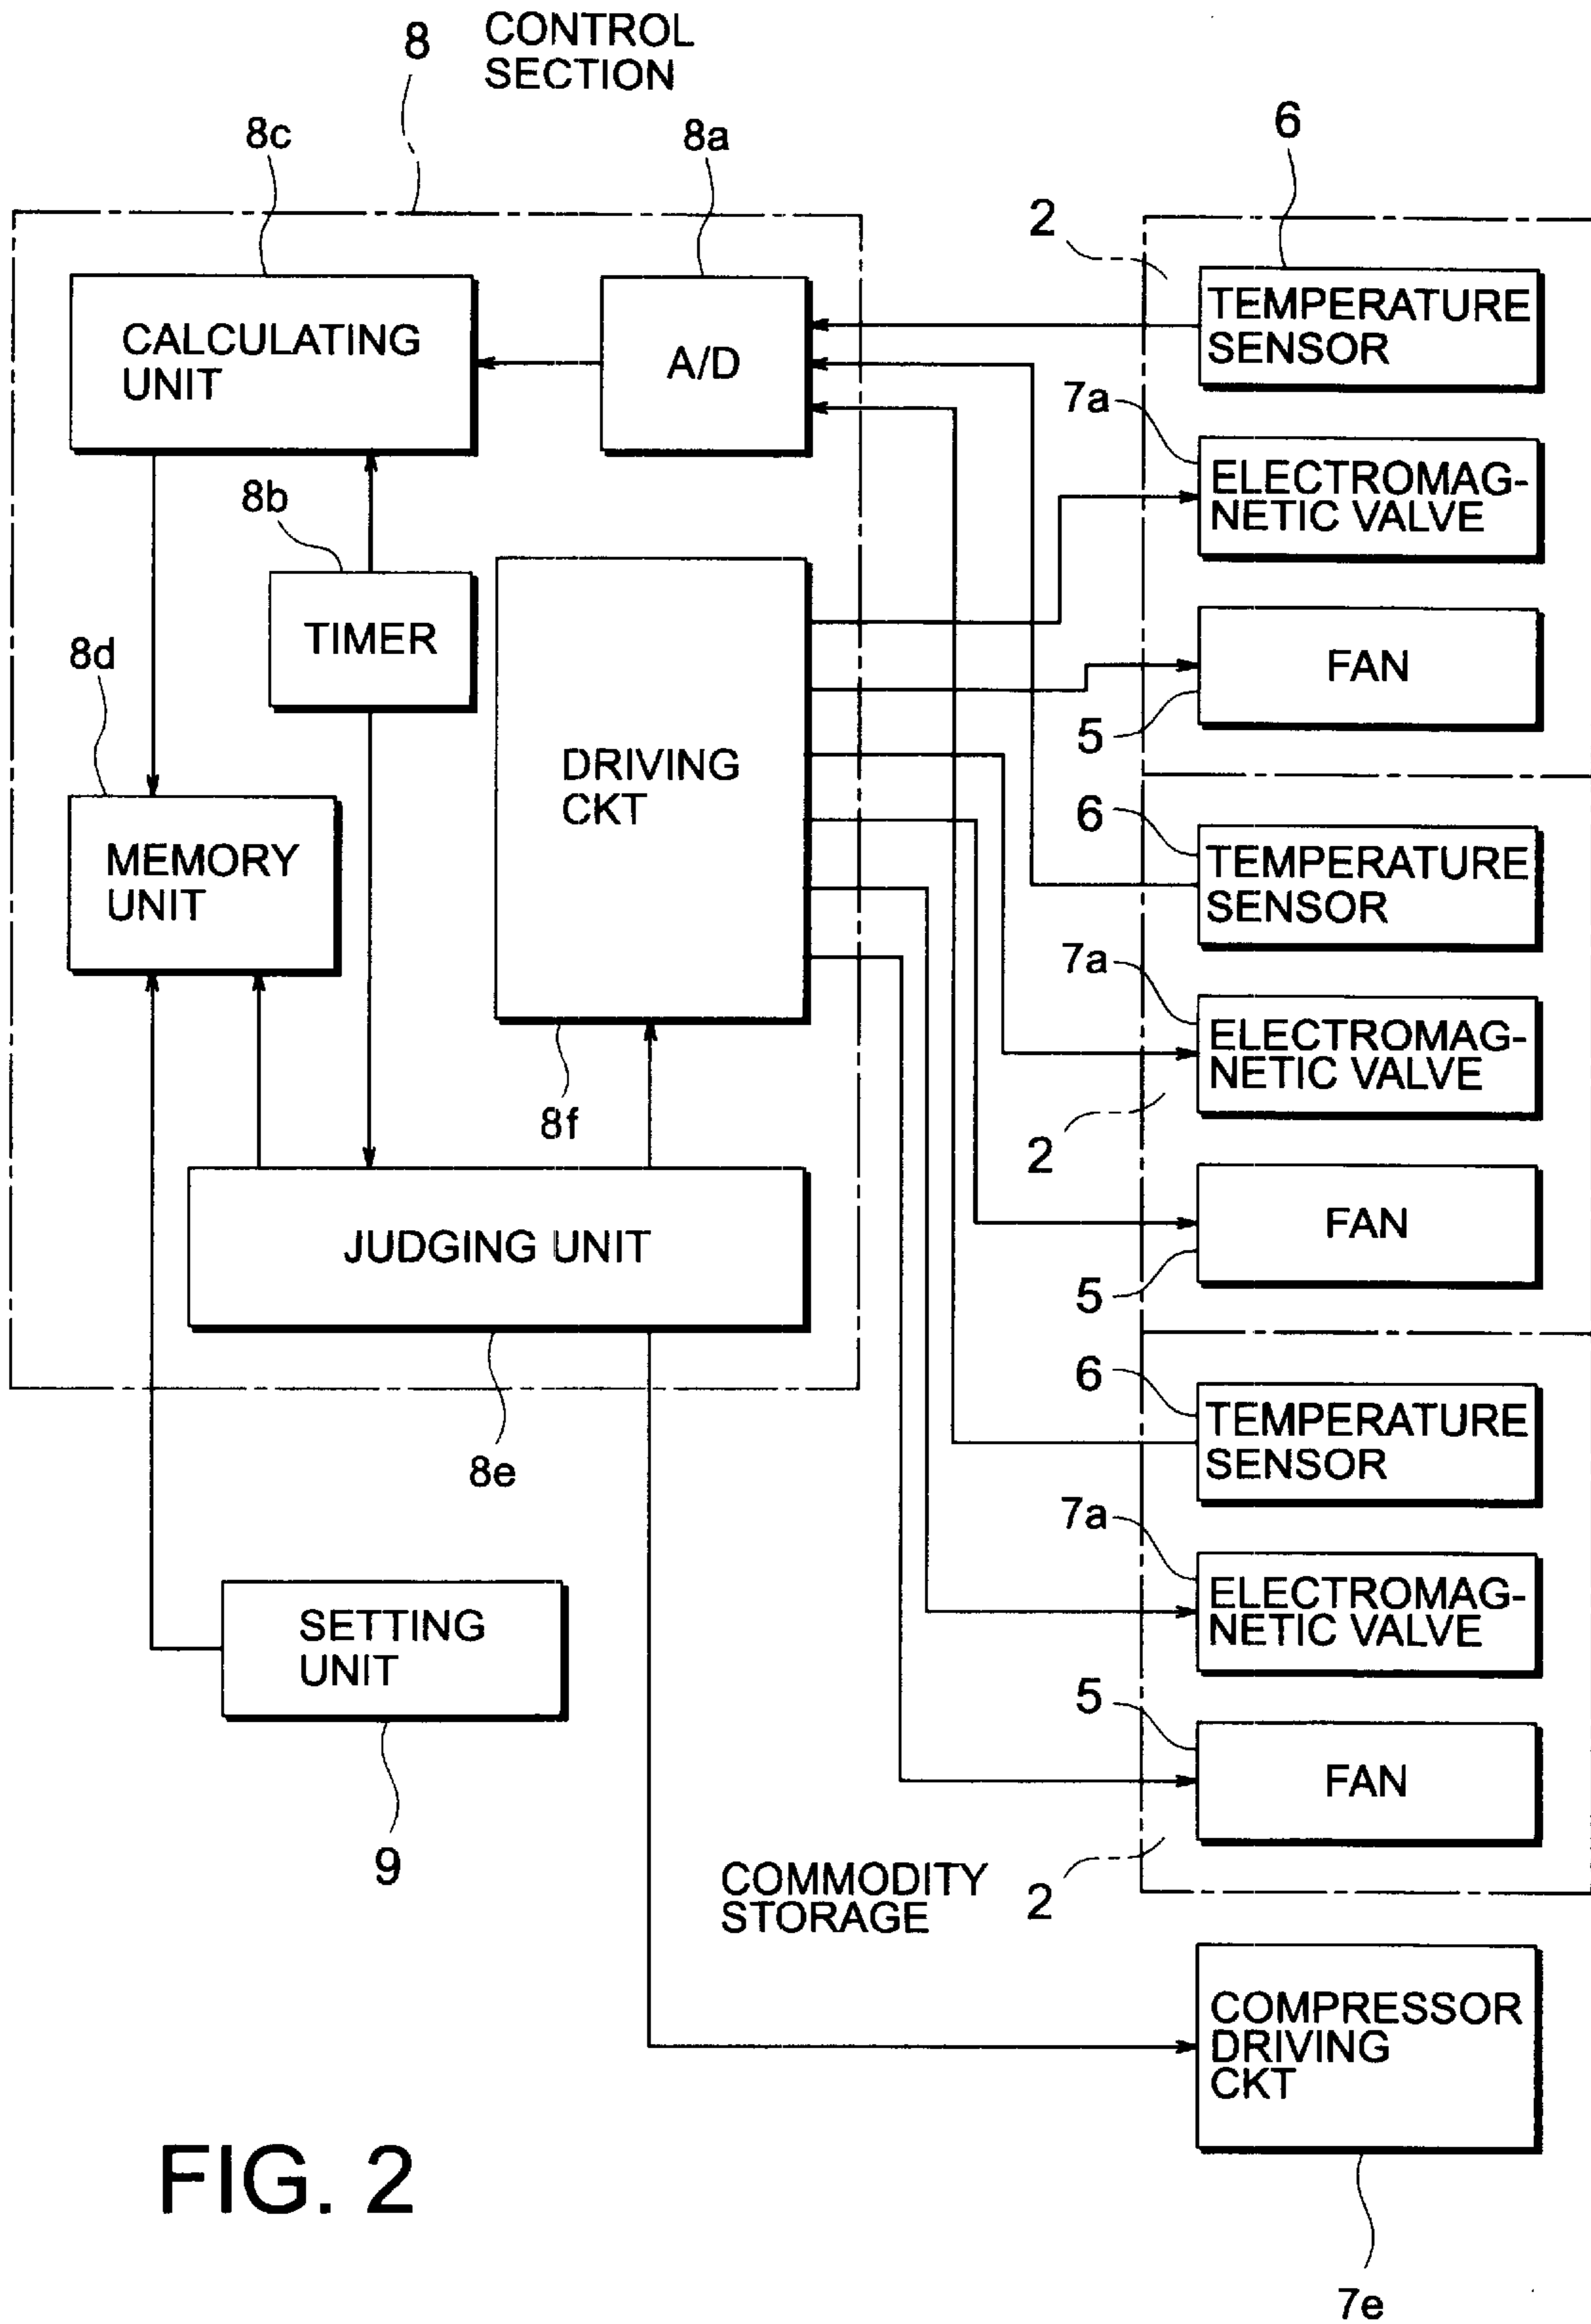 CONTROL
SECTION
8
8c
8a
6
2
CALCULATING
UNIT
A/D
TEMPERATURE
SENSOR
7a
ELECTROMAG-
NETIC VALVE
8b
TIMER
8d
FAN
5
DRIVING
CKT
MEMORY
UNIT
6
TEMPERATURE
SENSOR
7a
ELECTROMAG-
NETIC VALVE
8f
2
JUDGING UNIT
FAN
5
6
TEMPERATURE
SENSOR
8e
7a
ELECTROMAG-
NETIC VALVE
SETTING
UNIT
5
FAN
9
COMMODITY
STORAGE
2
COMPRESSOR
DRIVING
CKT
FIG. 2
7e